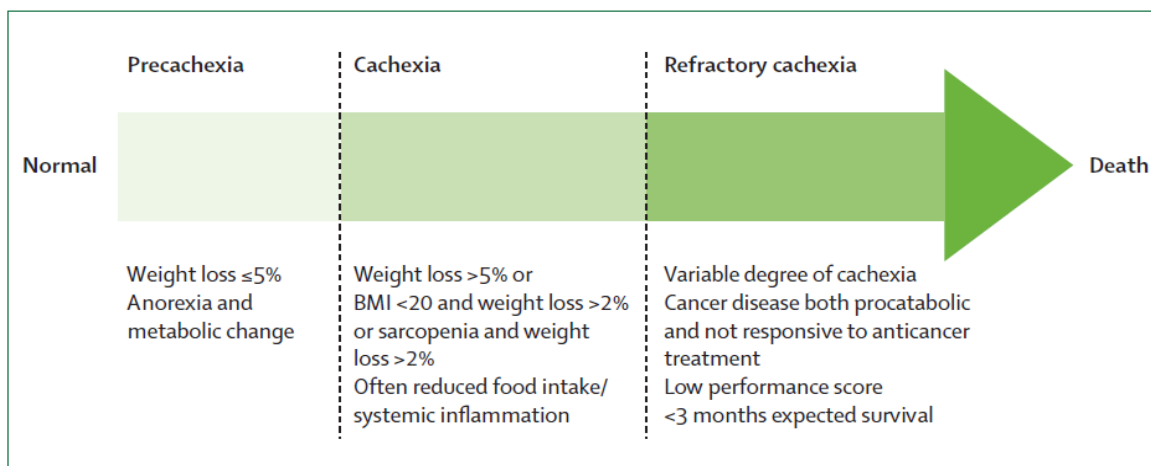 Precachexia
Cachexia
Refractory cachexia
Normal
Death
Weight loss ≤5%
Anorexia and
metabolic change
Weight loss >5% or
BMI <20 and weight loss >2%
or sarcopenia and weight
loss >2%
Often reduced food intake/
systemic inflammation
Variable degree of cachexia
Cancer disease both procatabolic
and not responsive to anticancer
treatment
Low performance score
<3 months expected survival